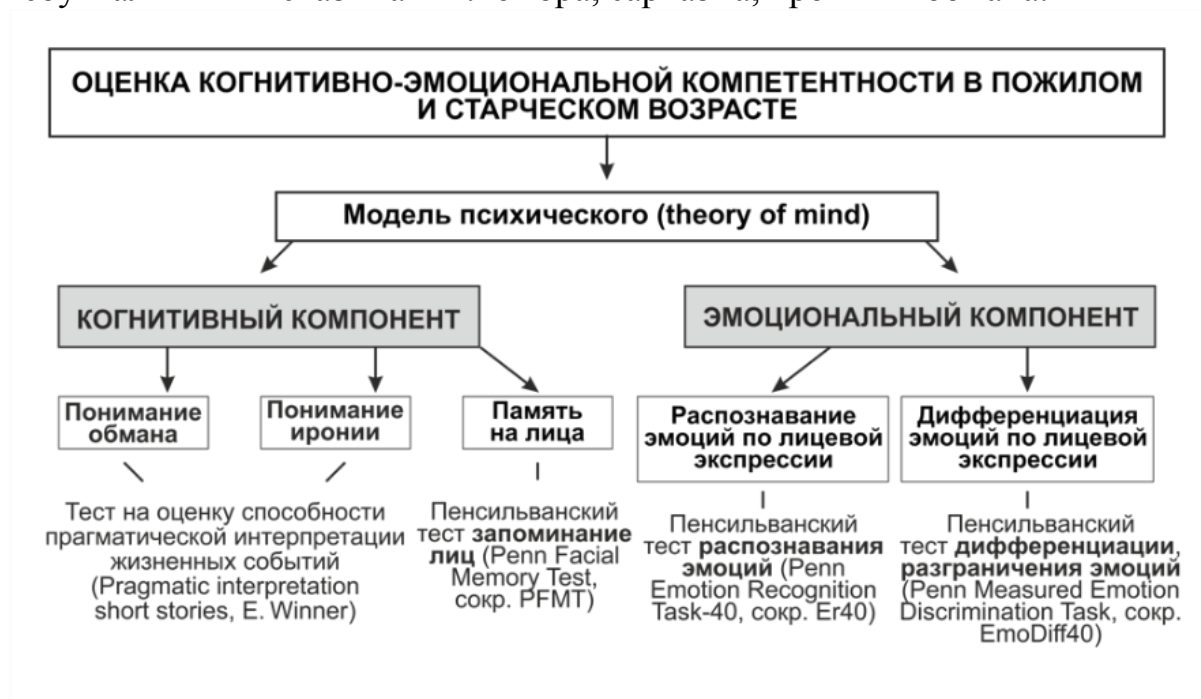 ОЦЕНКА КОГНИТИВНО-ЭМОЦИОНАЛЬНОЙ КОМПЕТЕНТНОСТИ В ПОЖИЛОМ
И СТАРЧЕСКОМ ВОЗРАСТЕ
Модель психического (theory of mind)
КОГНИТИВНЫЙ КОМПОНЕНТ
Понимание
обмана
Понимание
иронии
Память
на лица
Тест на оценку способности
прагматической интерпретации
жизненных событий
(Pragmatic interpretation
short stories, E. Winner)
Пенсильванский
тест запоминание
лиц (Penn Facial
Memory Test,
сокр. PFMT)
ЭМОЦИОНАЛЬНЫЙ КОМПОНЕНТ
Распознавание
эмоций по лицевой
экспрессии
Дифференциация
эмоций по лицевой
экспрессии
Пенсильванский
тест распознавания
эмоций (Penn
Emotion Recognition
Task-40, сокр. Er40)
Пенсильванский
тест дифференциации,
разграничения эмоций
(Penn Measured Emotion
Discrimination Task, сокр.
EmoDiff40)